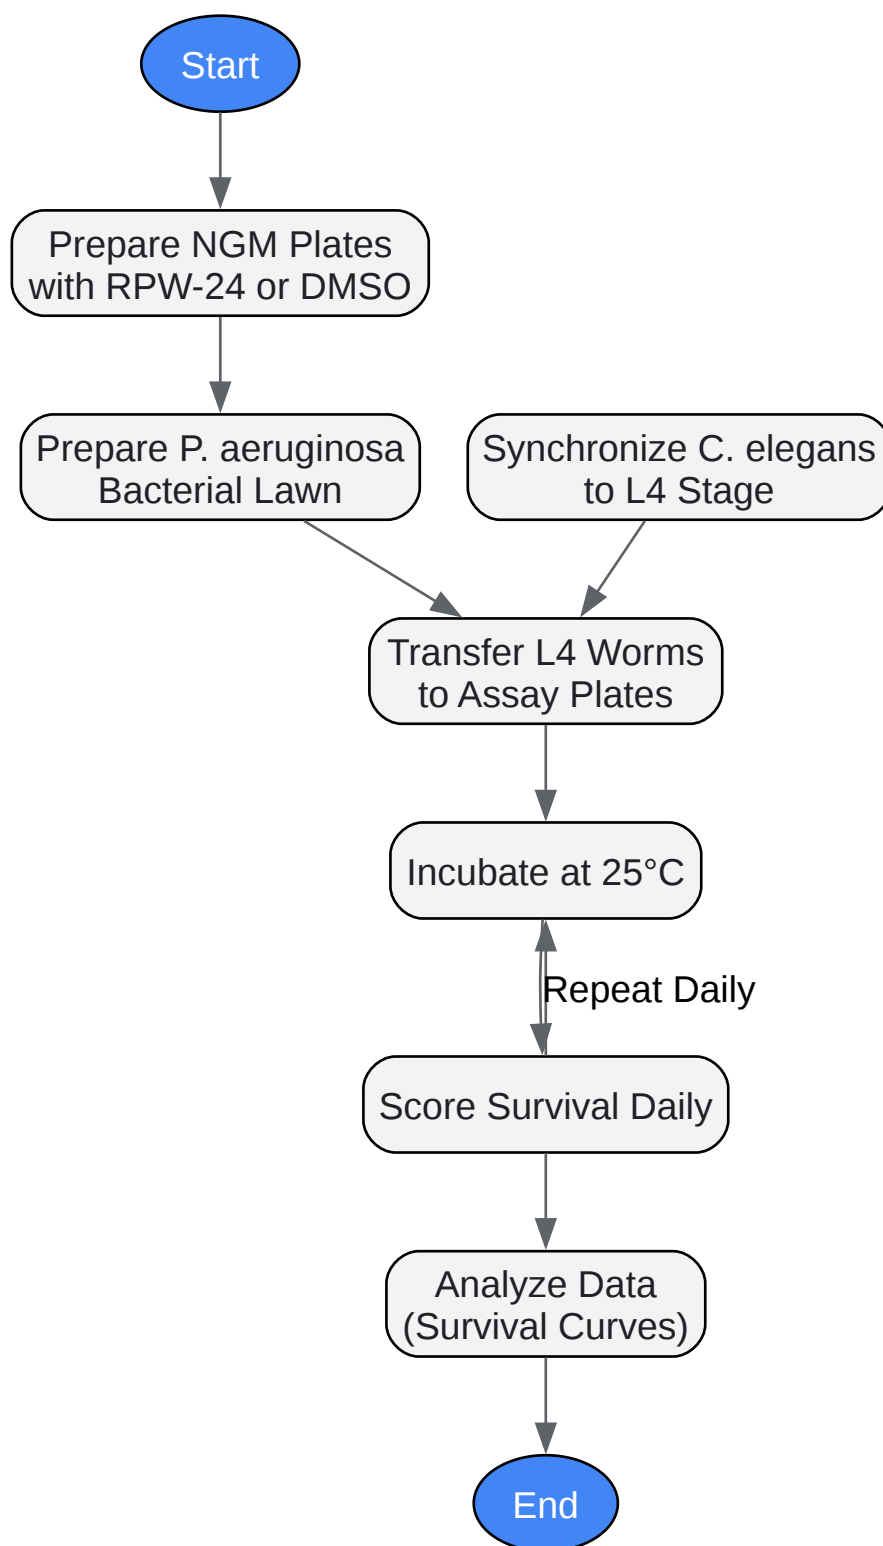 Start
Prepare NGM Plates
with RPW-24 or DMSO
Prepare P. aeruginosa
Bacterial Lawn
Synchronize C. elegans
to L4 Stage
Transfer L4 Worms
to Assay Plates
Incubate at 25°C
Repeat Daily
Score Survival Daily
Analyze Data
(Survival Curves)
End